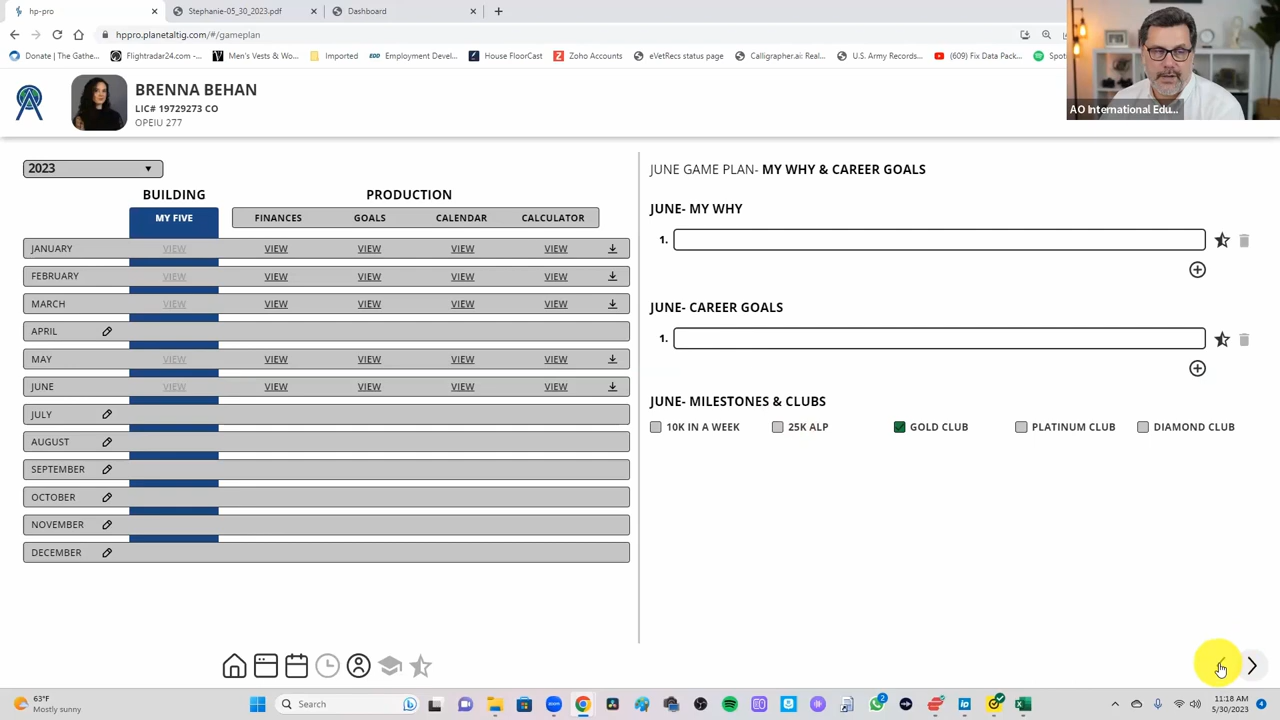 hp-pro
Stephanie-05_30_2023.pdf
Dashboard
hppro.planetaltig.com/#/gameplan
Donate | The Gathe...
Flightradar24.com -...
Men's Vests & Wo...
Imported
EDD Employment Devel...
House FloorCast
Zoho Accounts
eVetRecs status page
Calligrapher.ai: Real...
U.S. Army Records...
(609) Fix Data Pack...
Spot
BRENNA BEHAN
LIC# 19729273 CO
OPEIU 277
AO International Edu...
2023
BUILDING
PRODUCTION
MY FIVE
FINANCES
GOALS
CALENDAR
CALCULATOR
JANUARY VIEW VIEW VIEW VIEW VIEW
FEBRUARY VIEW VIEW VIEW VIEW VIEW
MARCH VIEW VIEW VIEW VIEW VIEW
APRIL
MAY VIEW VIEW VIEW VIEW VIEW
JUNE VIEW VIEW VIEW VIEW VIEW
JULY
AUGUST
SEPTEMBER
OCTOBER
NOVEMBER
DECEMBER
JUNE GAME PLAN- MY WHY & CAREER GOALS
JUNE- MY WHY
1.
JUNE- CAREER GOALS
1.
JUNE- MILESTONES & CLUBS
10K IN A WEEK
25K ALP
GOLD CLUB
PLATINUM CLUB
DIAMOND CLUB
63°F
Mostly sunny
Search
2
11:18 AM
5/30/2023